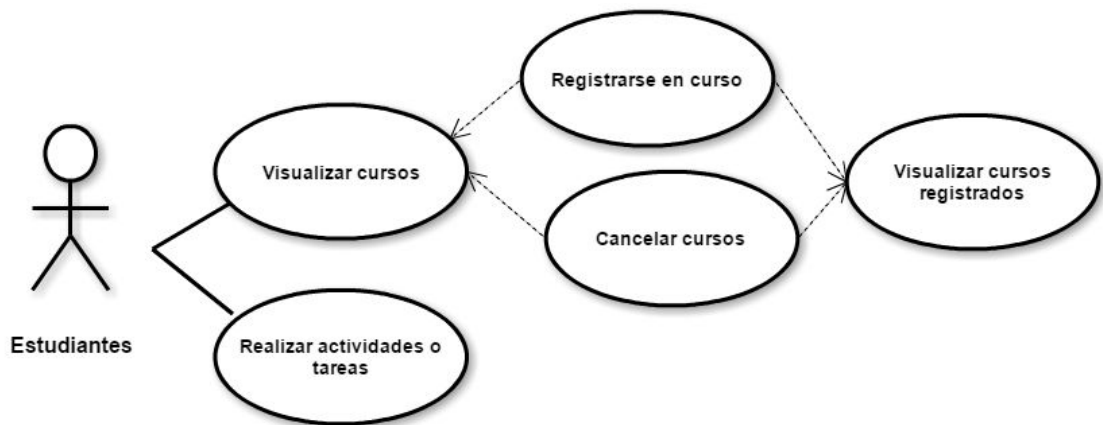 Registrarse en curso
Visualizar cursos
Visualizar cursos
registrados
Cancelar cursos
Estudiantes
Realizar actividades o
tareas